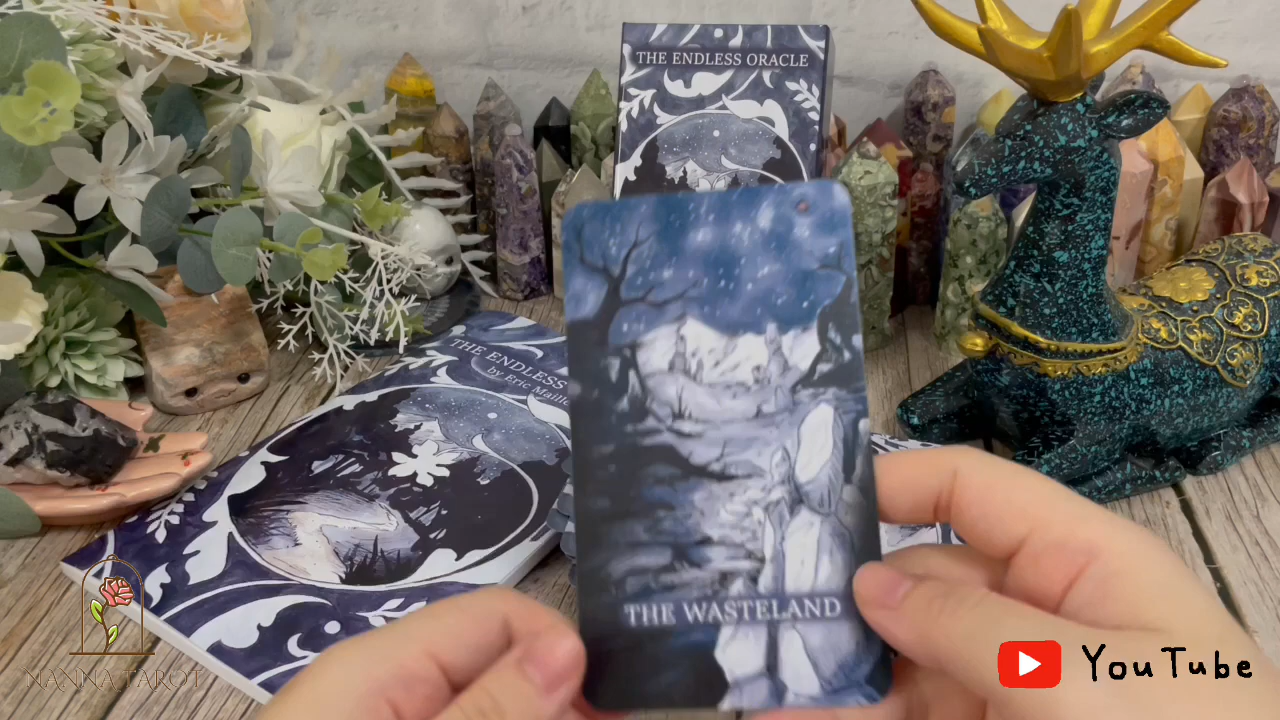 THE ENDLESS ORACLE
THE ENDLESS
by Eric Maille
THE WASTELAND
NANNA TAROT
YouTube